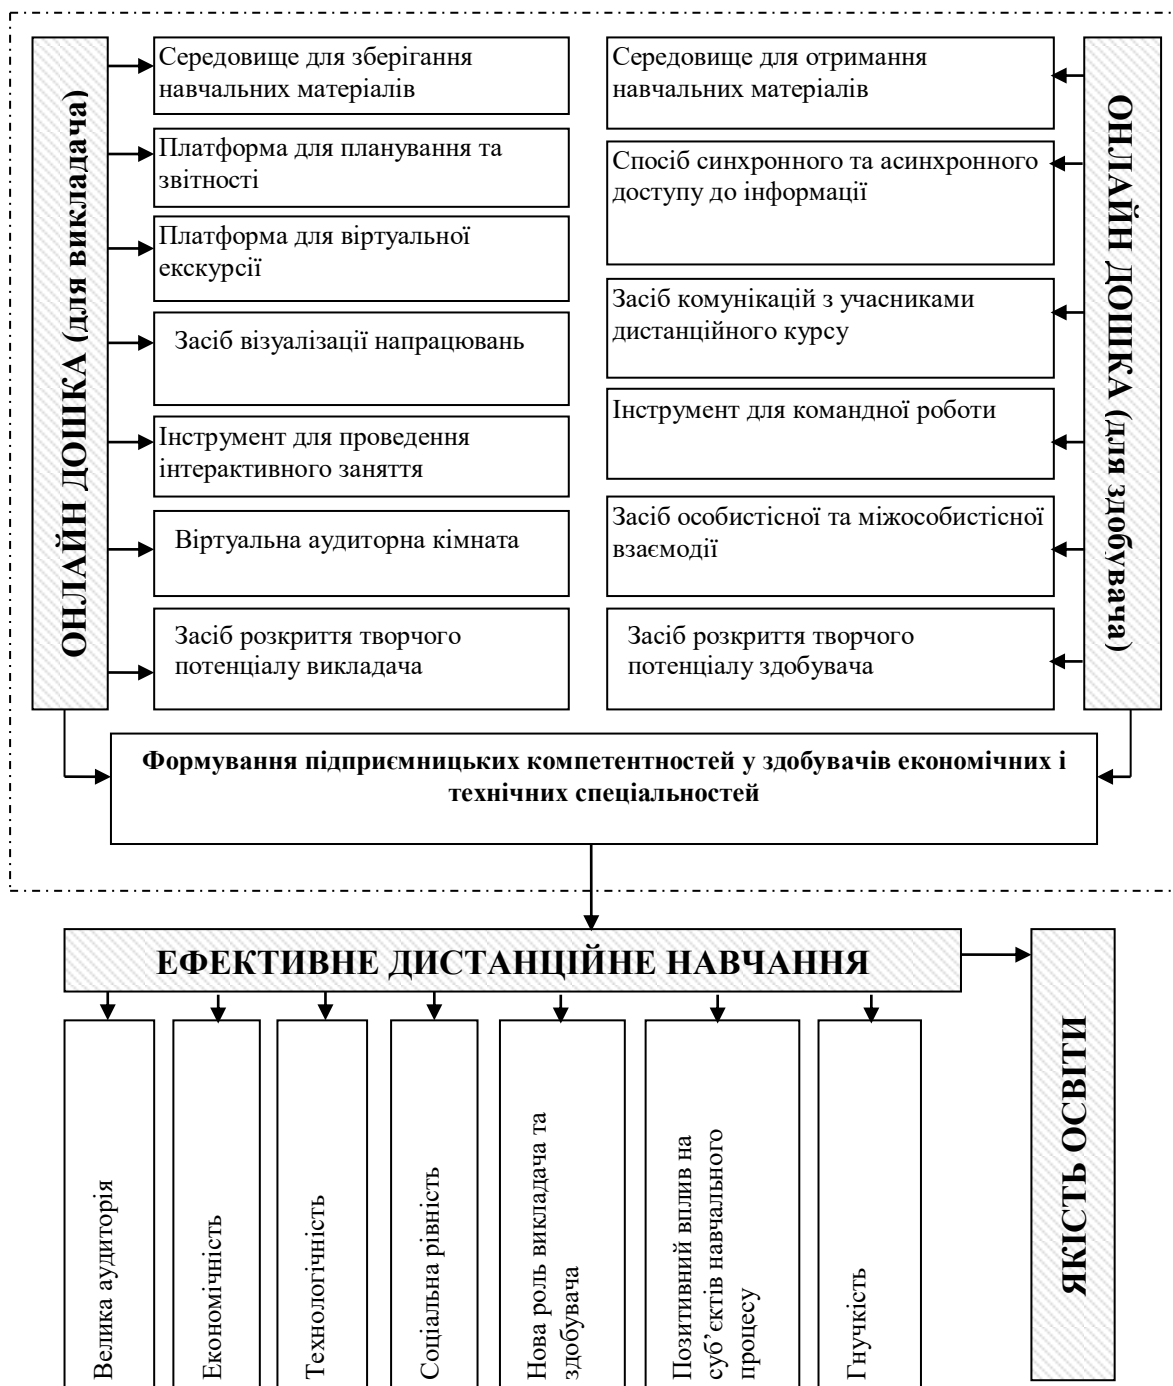 ОНЛАЙН ДОШКА (для викладача)
Середовище для зберігання
навчальних матеріалів
Платформа для планування та
звітності
Платформа для віртуальної
екскурсії
Засіб візуалізації напрацювань
Інструмент для проведення
інтерактивного заняття
Віртуальна аудиторна кімната
Засіб розкриття творчого
потенціалу викладача
Середовище для отримання
навчальних матеріалів
Спосіб синхронного та асинхронного
доступу до інформації
Засіб комунікацій з учасниками
дистанційного курсу
Інструмент для командної роботи
Засіб особистісної та міжособистісної
взаємодії
Засіб розкриття творчого
потенціалу здобувача
ОНЛАЙН ДОШКА (для здобувача)
Формування підприємницьких компетентностей у здобувачів економічних і
технічних спеціальностей
ЕФЕКТИВНЕ ДИСТАНЦІЙНЕ НАВЧАННЯ
Велика аудиторія
Економічність
Технологічність
Соціальна рівність
Нова роль викладача та
здобувача
Позитивний вплив на
суб’єктів навчального
процесу
Гнучкість
ЯКІСТЬ ОСВІТИ